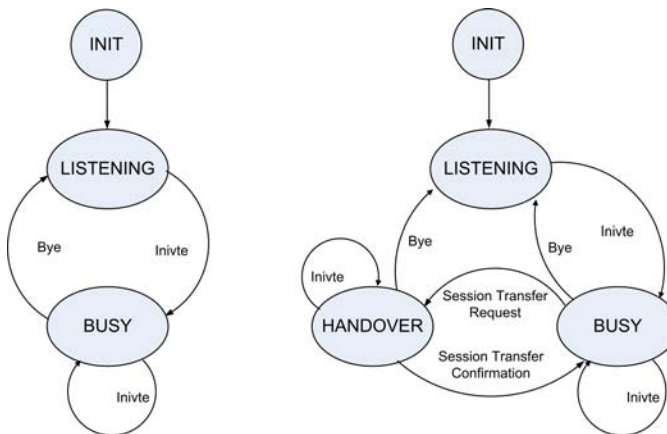 INIT
LISTENING
Bye
Inivte
BUSY
Inivte
INIT
LISTENING
Bye
Bye
Inivte
Inivte
Session Transfer
Request
HANDOVER
BUSY
Session Transfer
Confirmation
Inivte